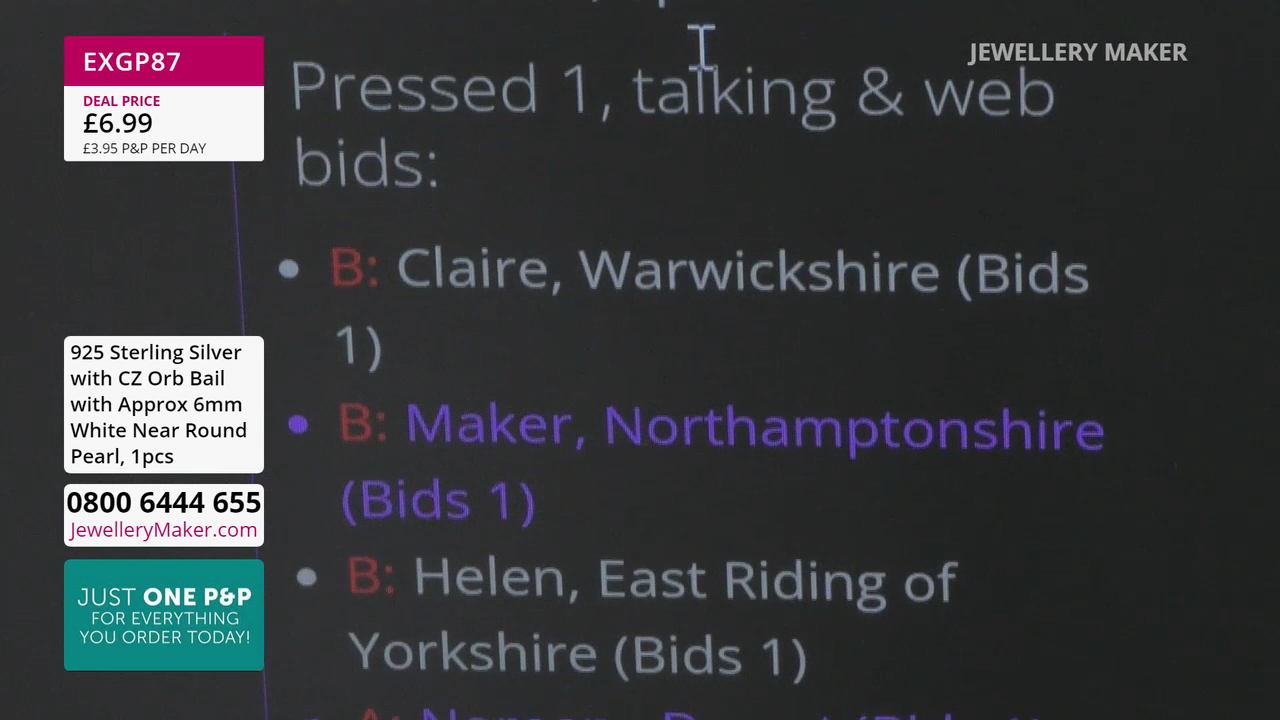 EXGP87
DEAL PRICE
£6.99
£3.95 P&P PER DAY
JEWELLERY MAKER
Pressed 1, talking & web
bids:
• B: Claire, Warwickshire (Bids
1)
• B: Maker, Northamptonshire
(Bids 1)
• B: Helen, East Riding of
Yorkshire (Bids 1)
925 Sterling Silver
with CZ Orb Bail
with Approx 6mm
White Near Round
Pearl, 1pcs
0800 6444 655
JewelleryMaker.com
JUST ONE P&P
FOR EVERYTHING
YOU ORDER TODAY!